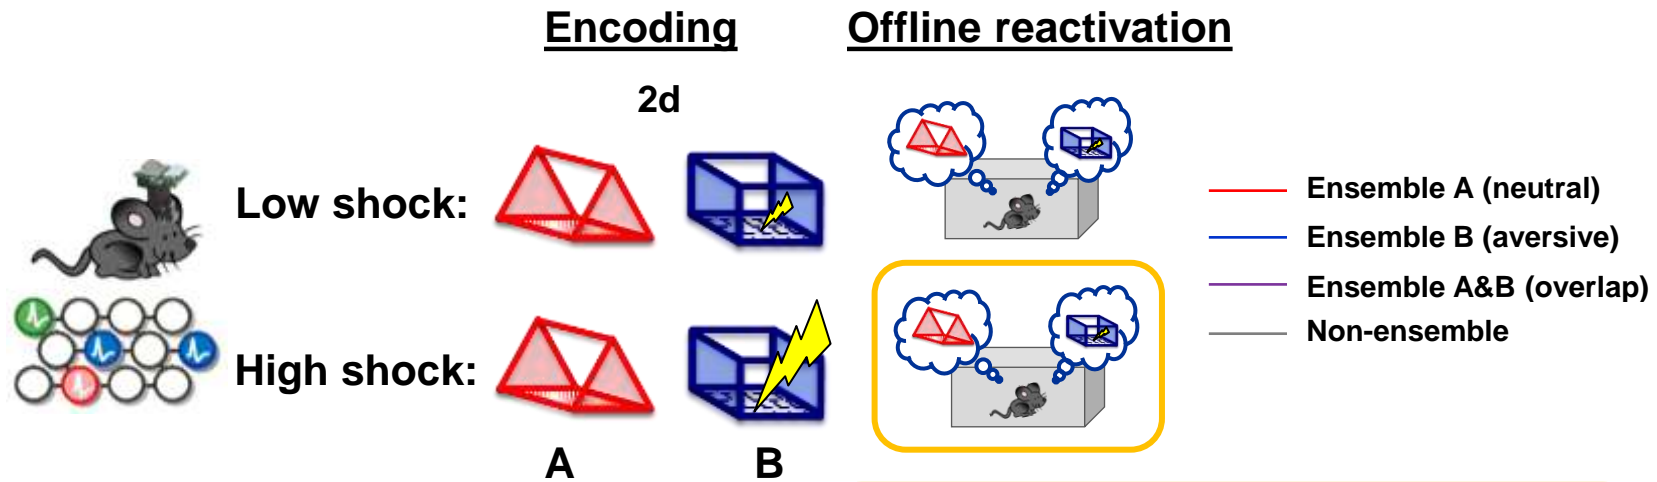 Encoding
Offline reactivation
2d
Low shock:
High shock:
A
B
Ensemble A (neutral)
Ensemble B (aversive)
Ensemble A&B (overlap)
Non-ensemble